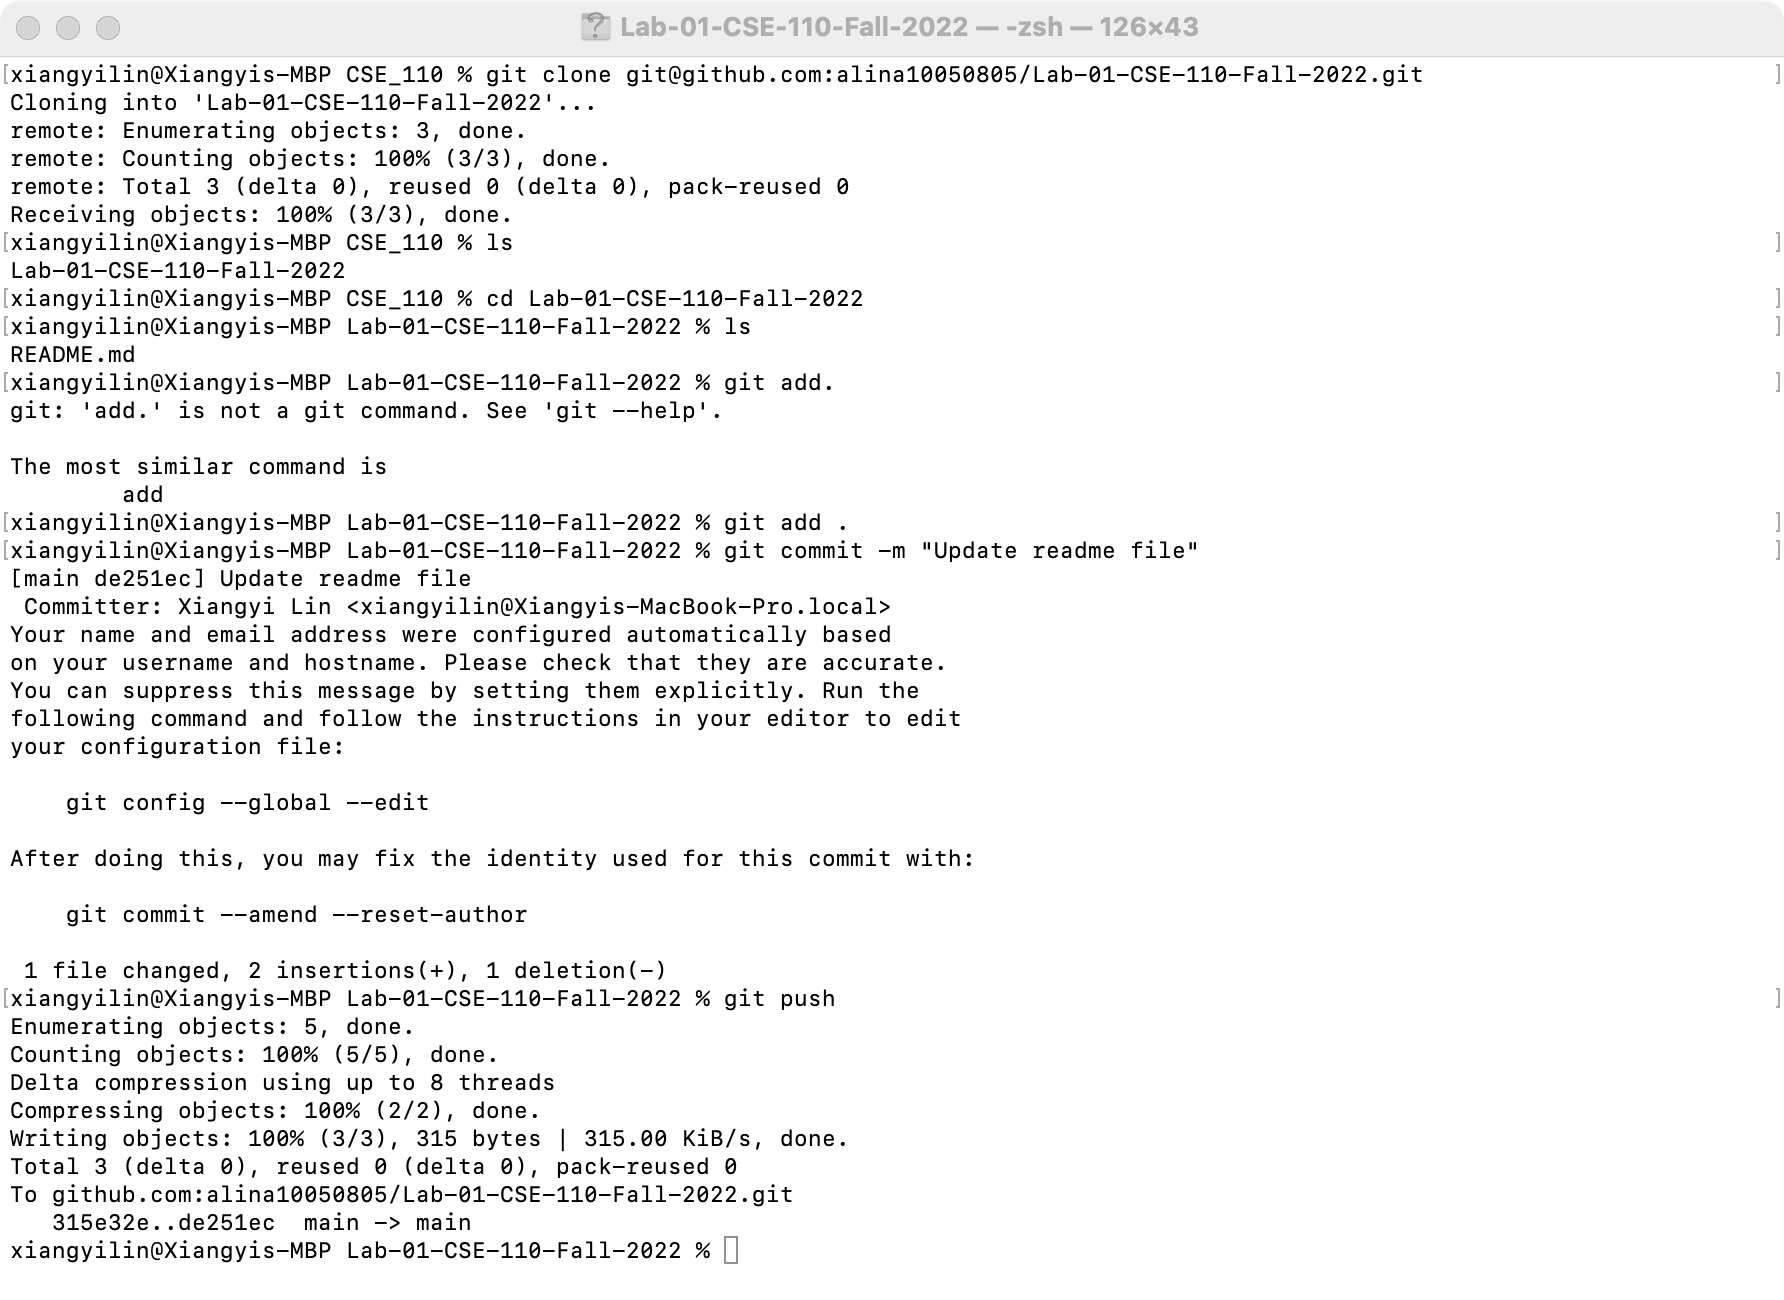 Lab-01-CSE-110-Fall-2022 — -zsh — 126×43
[xiangyilin@Xiangyis-MBP CSE_110 % git clone git@github.com:alina10050805/Lab-01-CSE-110-Fall-2022.git ]
Cloning into 'Lab-01-CSE-110-Fall-2022'...
remote: Enumerating objects: 3, done.
remote: Counting objects: 100% (3/3), done.
remote: Total 3 (delta 0), reused 0 (delta 0), pack-reused 0
Receiving objects: 100% (3/3), done.
[xiangyilin@Xiangyis-MBP CSE_110 % ls ]
Lab-01-CSE-110-Fall-2022
[xiangyilin@Xiangyis-MBP CSE_110 % cd Lab-01-CSE-110-Fall-2022 ]
[xiangyilin@Xiangyis-MBP Lab-01-CSE-110-Fall-2022 % ls ]
README.md
[xiangyilin@Xiangyis-MBP Lab-01-CSE-110-Fall-2022 % git add. ]
git: 'add.' is not a git command. See 'git --help'.

The most similar command is
        add
[xiangyilin@Xiangyis-MBP Lab-01-CSE-110-Fall-2022 % git add . ]
[xiangyilin@Xiangyis-MBP Lab-01-CSE-110-Fall-2022 % git commit -m "Update readme file" ]
[main de251ec] Update readme file
 Committer: Xiangyi Lin <xiangyilin@Xiangyis-MacBook-Pro.local>
Your name and email address were configured automatically based
on your username and hostname. Please check that they are accurate.
You can suppress this message by setting them explicitly. Run the
following command and follow the instructions in your editor to edit
your configuration file:

    git config --global --edit

After doing this, you may fix the identity used for this commit with:

    git commit --amend --reset-author

 1 file changed, 2 insertions(+), 1 deletion(-)
[xiangyilin@Xiangyis-MBP Lab-01-CSE-110-Fall-2022 % git push ]
Enumerating objects: 5, done.
Counting objects: 100% (5/5), done.
Delta compression using up to 8 threads
Compressing objects: 100% (2/2), done.
Writing objects: 100% (3/3), 315 bytes | 315.00 KiB/s, done.
Total 3 (delta 0), reused 0 (delta 0), pack-reused 0
To github.com:alina10050805/Lab-01-CSE-110-Fall-2022.git
   315e32e..de251ec  main -> main
xiangyilin@Xiangyis-MBP Lab-01-CSE-110-Fall-2022 %